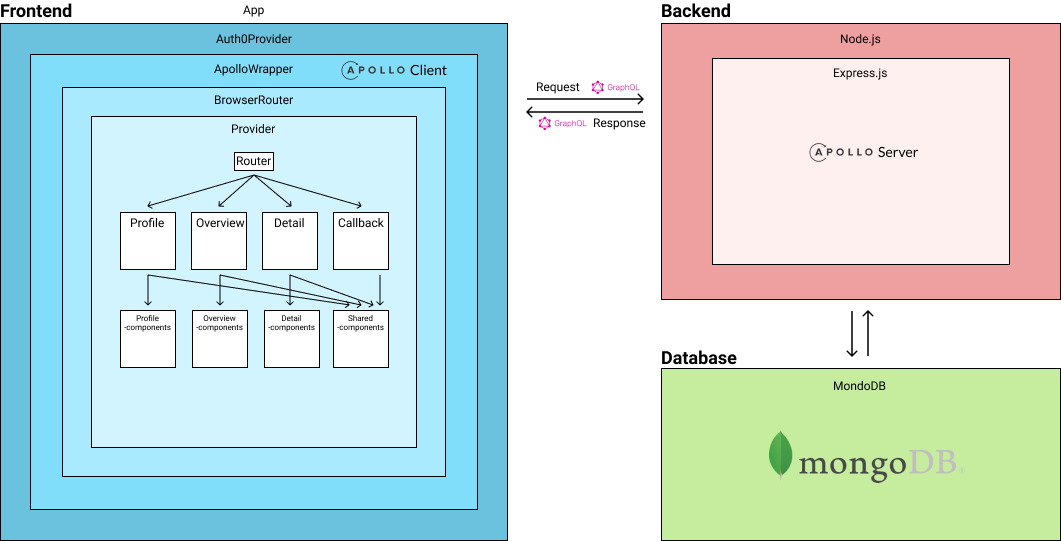 Frontend
App
Auth0Provider
ApolloWrapper
APOLLO Client
BrowserRouter
Provider
Router
Profile
Overview
Detail
Callback
Profile
-components
Overview
-components
Detail
-components
Shared
-components
Request GraphQL
GraphQL Response
Backend
Node.js
Express.js
APOLLO Server
Database
MondoDB
mongoDB